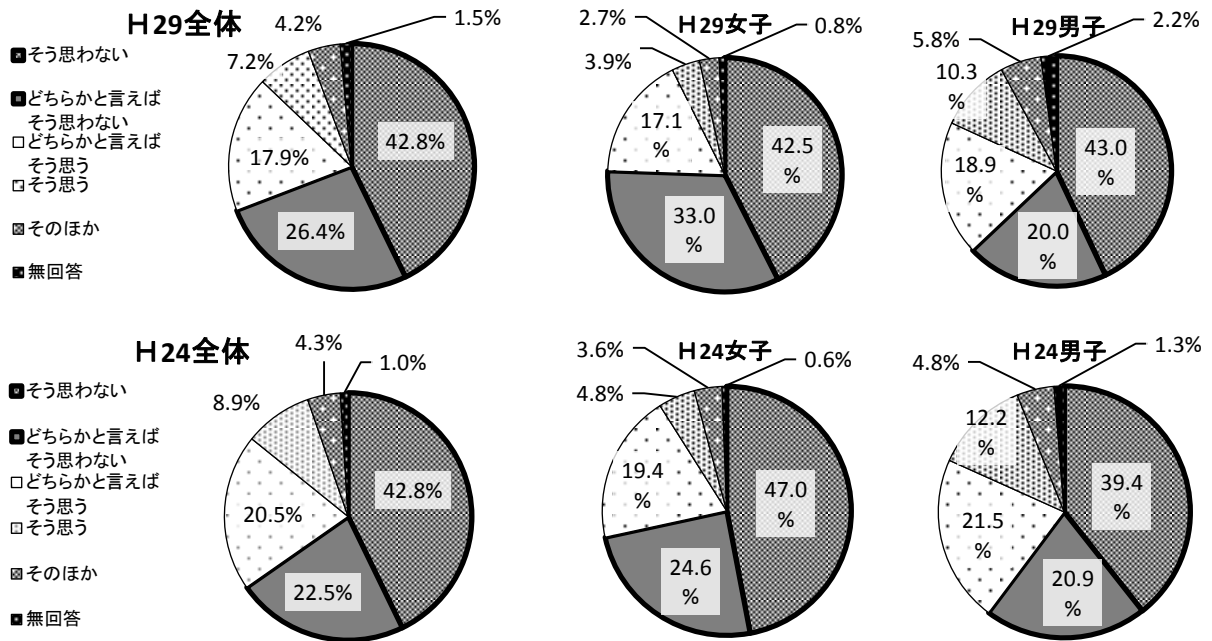 H29全体
4.2%
1.5%
7.2%
17.9%
42.8%
26.4%
そう思わない
どちらかと言えば
そう思わない
どちらかと言えば
そう思う
そう思う
そのほか
無回答
H29女子
2.7%
0.8%
3.9%
17.1
%
42.5
%
33.0
%
H29男子
2.2%
5.8%
10.3
%
18.9
%
43.0
%
20.0
%
H24全体
4.3%
1.0%
8.9%
20.5%
42.8%
22.5%
そう思わない
どちらかと言えば
そう思わない
どちらかと言えば
そう思う
そう思う
そのほか
無回答
H24女子
3.6%
0.6%
4.8%
19.4
%
47.0
%
24.6
%
H24男子
1.3%
4.8%
12.2
%
21.5
%
39.4
%
20.9
%